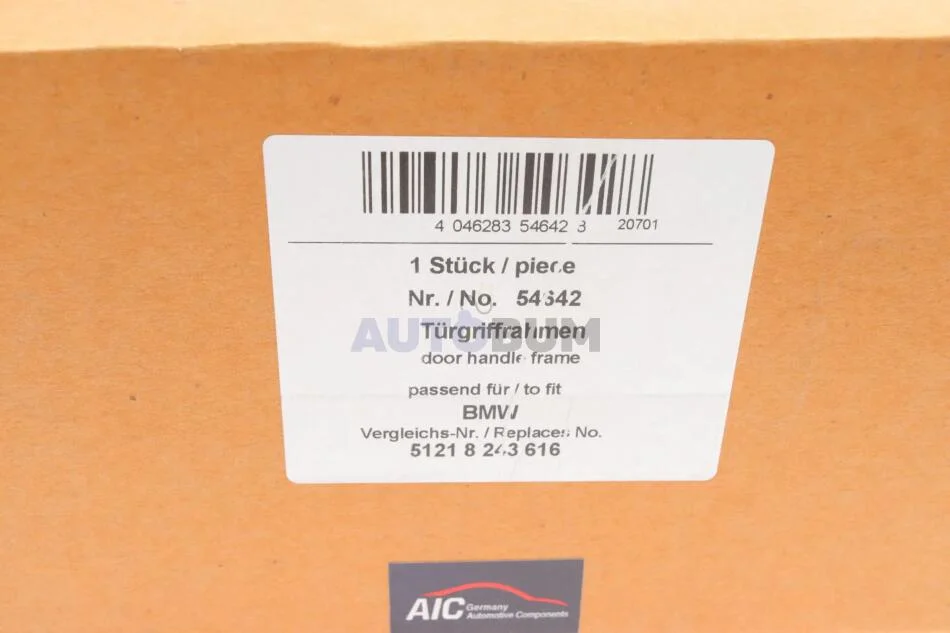 4 046283 54642 3 20701
1 Stück / piece
Nr. / No. 54642
Türgriffrahmen
AUTOBUM
door handle frame
passend für / to fit
BMW
Vergleichs-Nr. / Replaces No.
5121 8 243 616
AIC Germany
Automotive Components